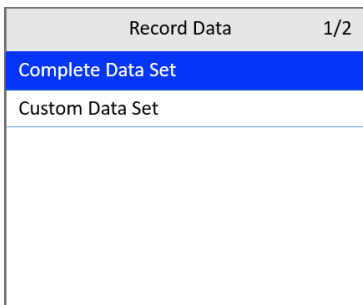 Record Data 1/2
Complete Data Set
Custom Data Set